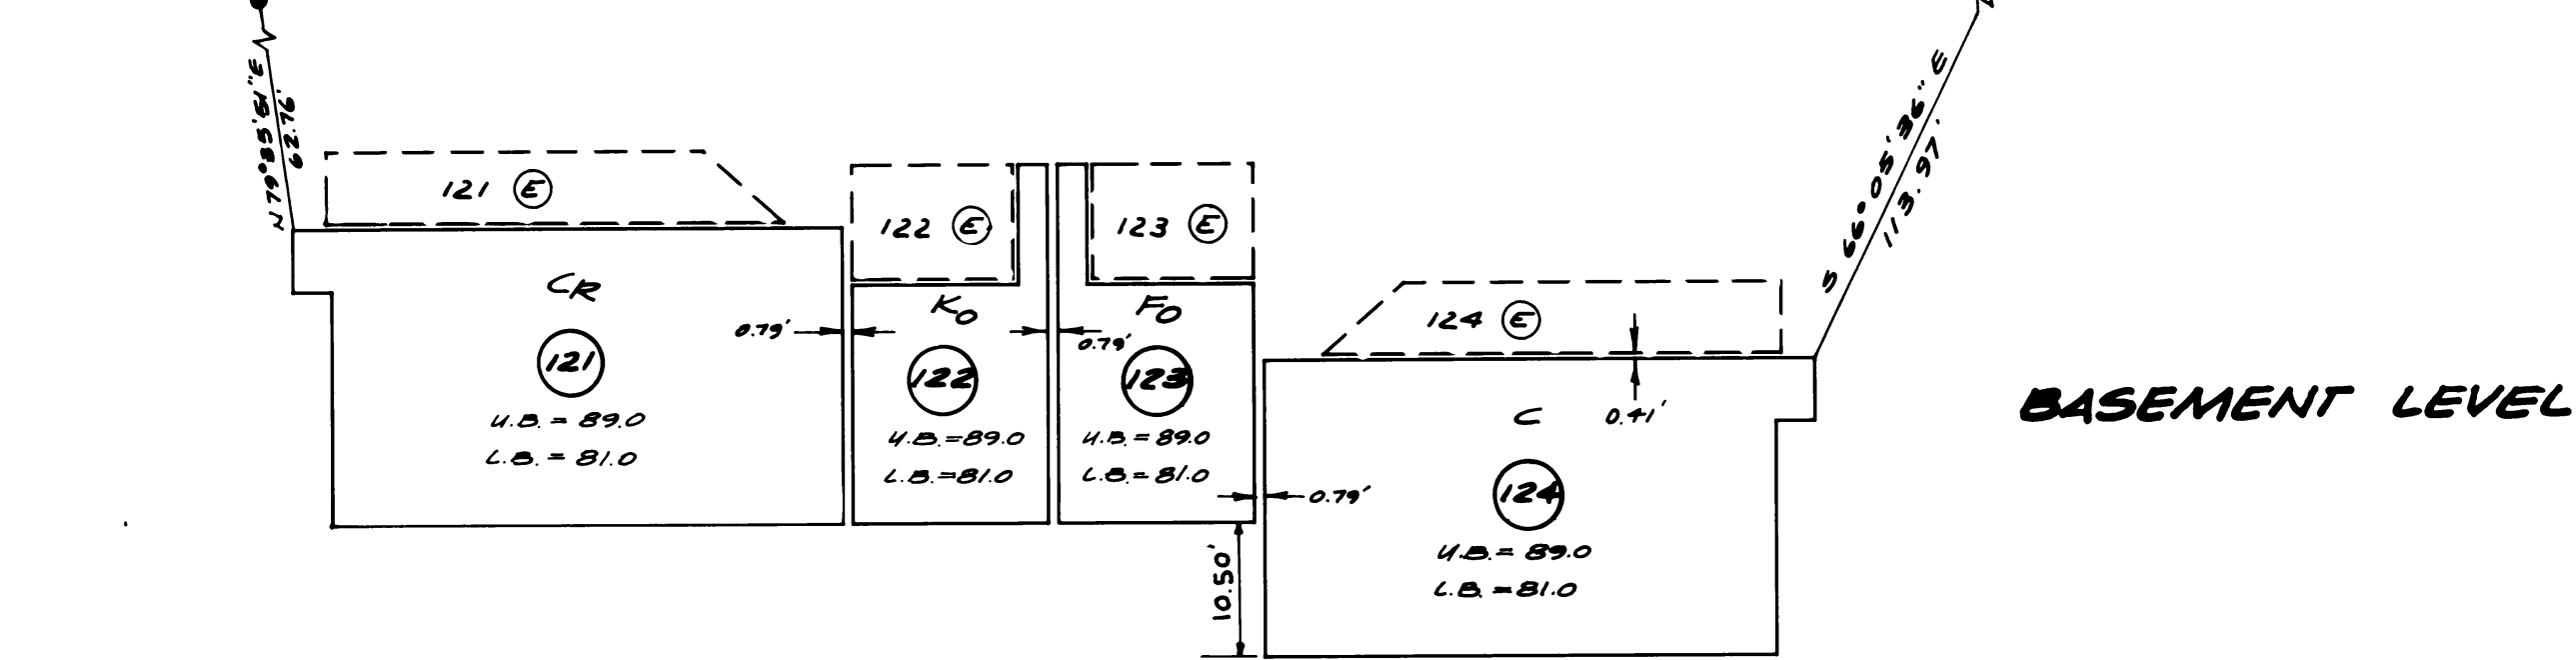 N 79°35'51"E
62.76'
121 E
CR
121
U.B. = 89.0
L.B. = 81.0
0.79'
122 E
KO
122
U.B.=89.0
L.B.=81.0
0.79'
123 E
FO
123
U.B.= 89.0
L.B.= 81.0
0.79'
10.50'
124 E
0.41'
C
124
U.B.= 89.0
L.B.=81.0
S 66°05'36" E
113.97'
BASEMENT LEVEL